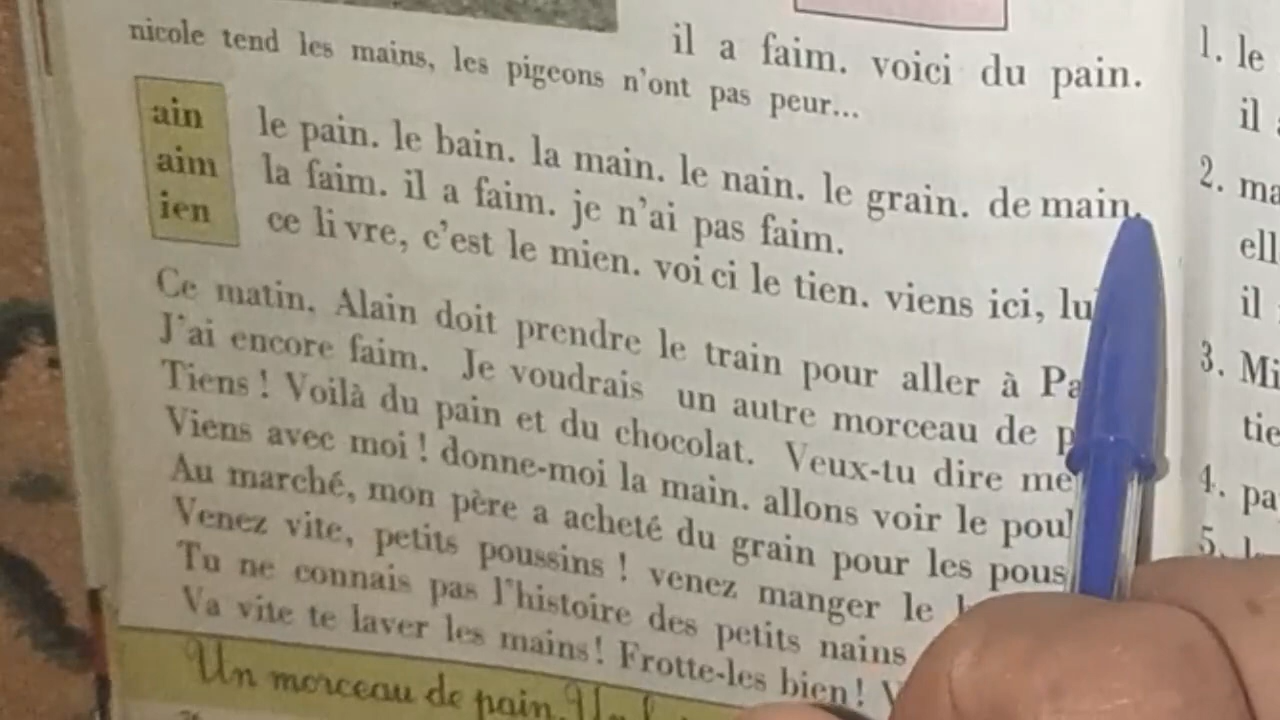 il a faim. voici du pain.
nicole tend les mains, les pigeons n'ont pas peur...
ain le pain. le bain. la main. le nain. le grain. demain.
aim la faim. il a faim. je n'ai pas faim.
ien ce livre, c'est le mien. voici le tien. viens ici,
Ce matin, Alain doit prendre le train pour aller à
J'ai encore faim. Je voudrais un autre morceau de
Tiens ! Voilà du pain et du chocolat. Veux-tu dire
Viens avec moi ! donne-moi la main. allons voir le
Au marché, mon père a acheté du grain pour les
Venez vite, petits poussins ! venez manger le
Tu ne connais pas l'histoire des petits nains
Va vite te laver les mains! Frotte-les bien!
Un morceau de pain.
1. le
il
2.
il
3.
4.
5.